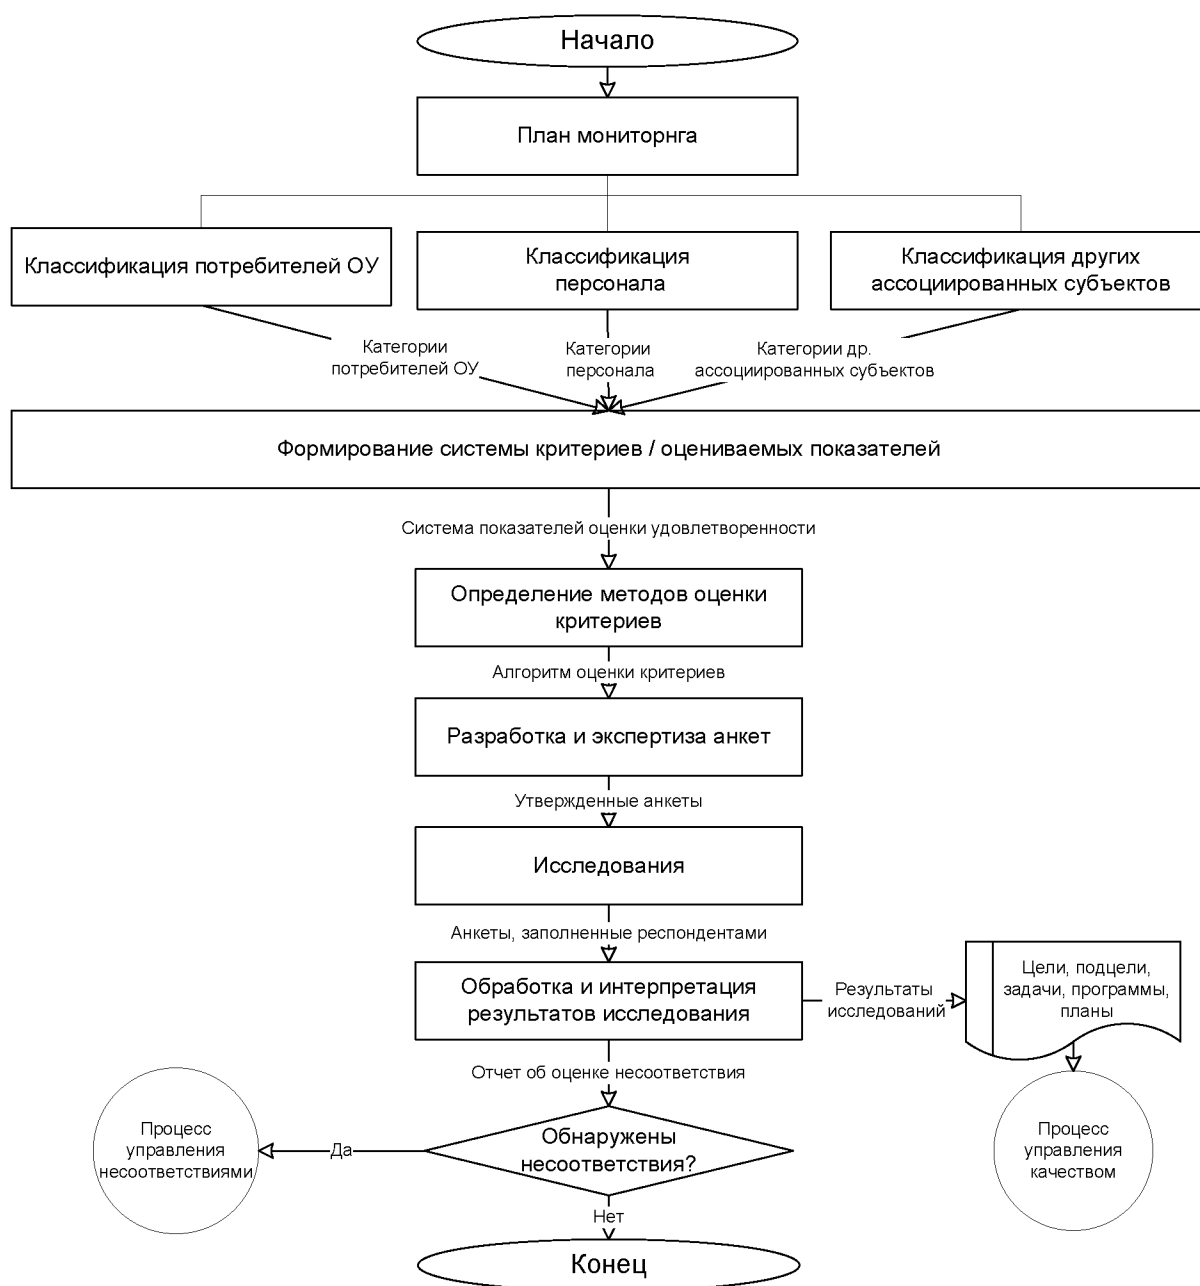 Начало
План мониторнга
Классификация потребителей ОУ
Классификация
персонала
Классификация других
ассоциированных субъектов
Категории
потребителей ОУ
Категории
персонала
Категории др.
ассоциированных субъектов
Формирование системы критериев / оцениваемых показателей
Система показателей оценки удовлетворенности
Определение методов оценки
критериев
Алгоритм оценки критериев
Разработка и экспертиза анкет
Утвержденные анкеты
Исследования
Анкеты, заполненные респондентами
Обработка и интерпретация
результатов исследования
Результаты
исследований
Цели, подцели,
задачи, программы,
планы
Отчет об оценке несоответствия
Процесс
управления
несоответствиями
Да
Обнаружены
несоответствия?
Процесс
управления
качеством
Нет
Конец